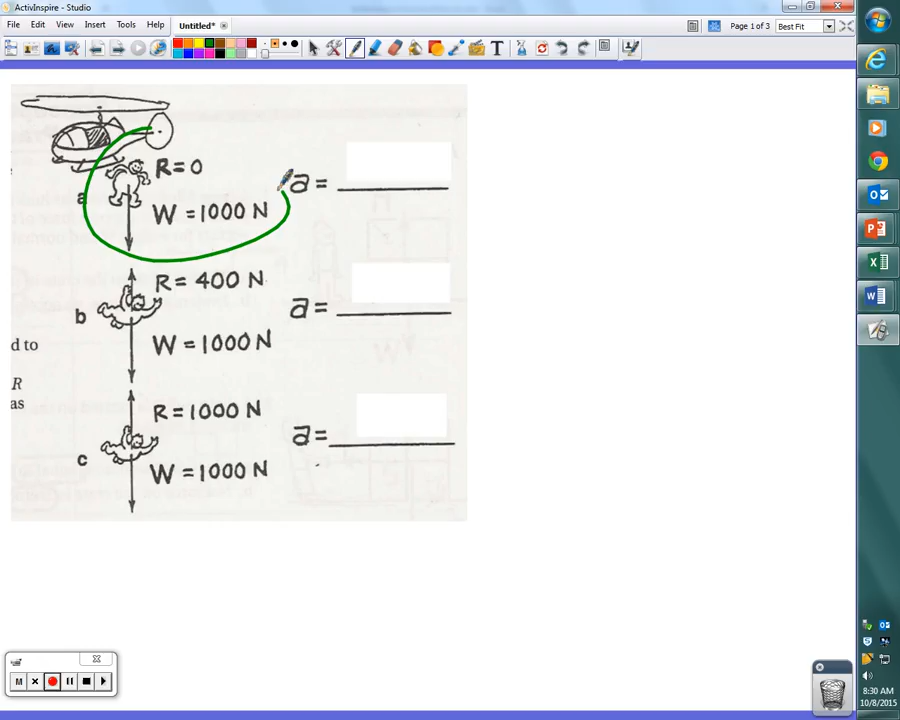 ActivInspire - Studio
File Edit View Insert Tools Help Untitled*
Page 1 of 3 Best Fit
R = 0
a = 
a
W = 1000 N
R = 400 N
a =
b
W = 1000 N
d to
R
as
R = 1000 N
a =
c
W = 1000 N
M
8:30 AM
10/8/2015